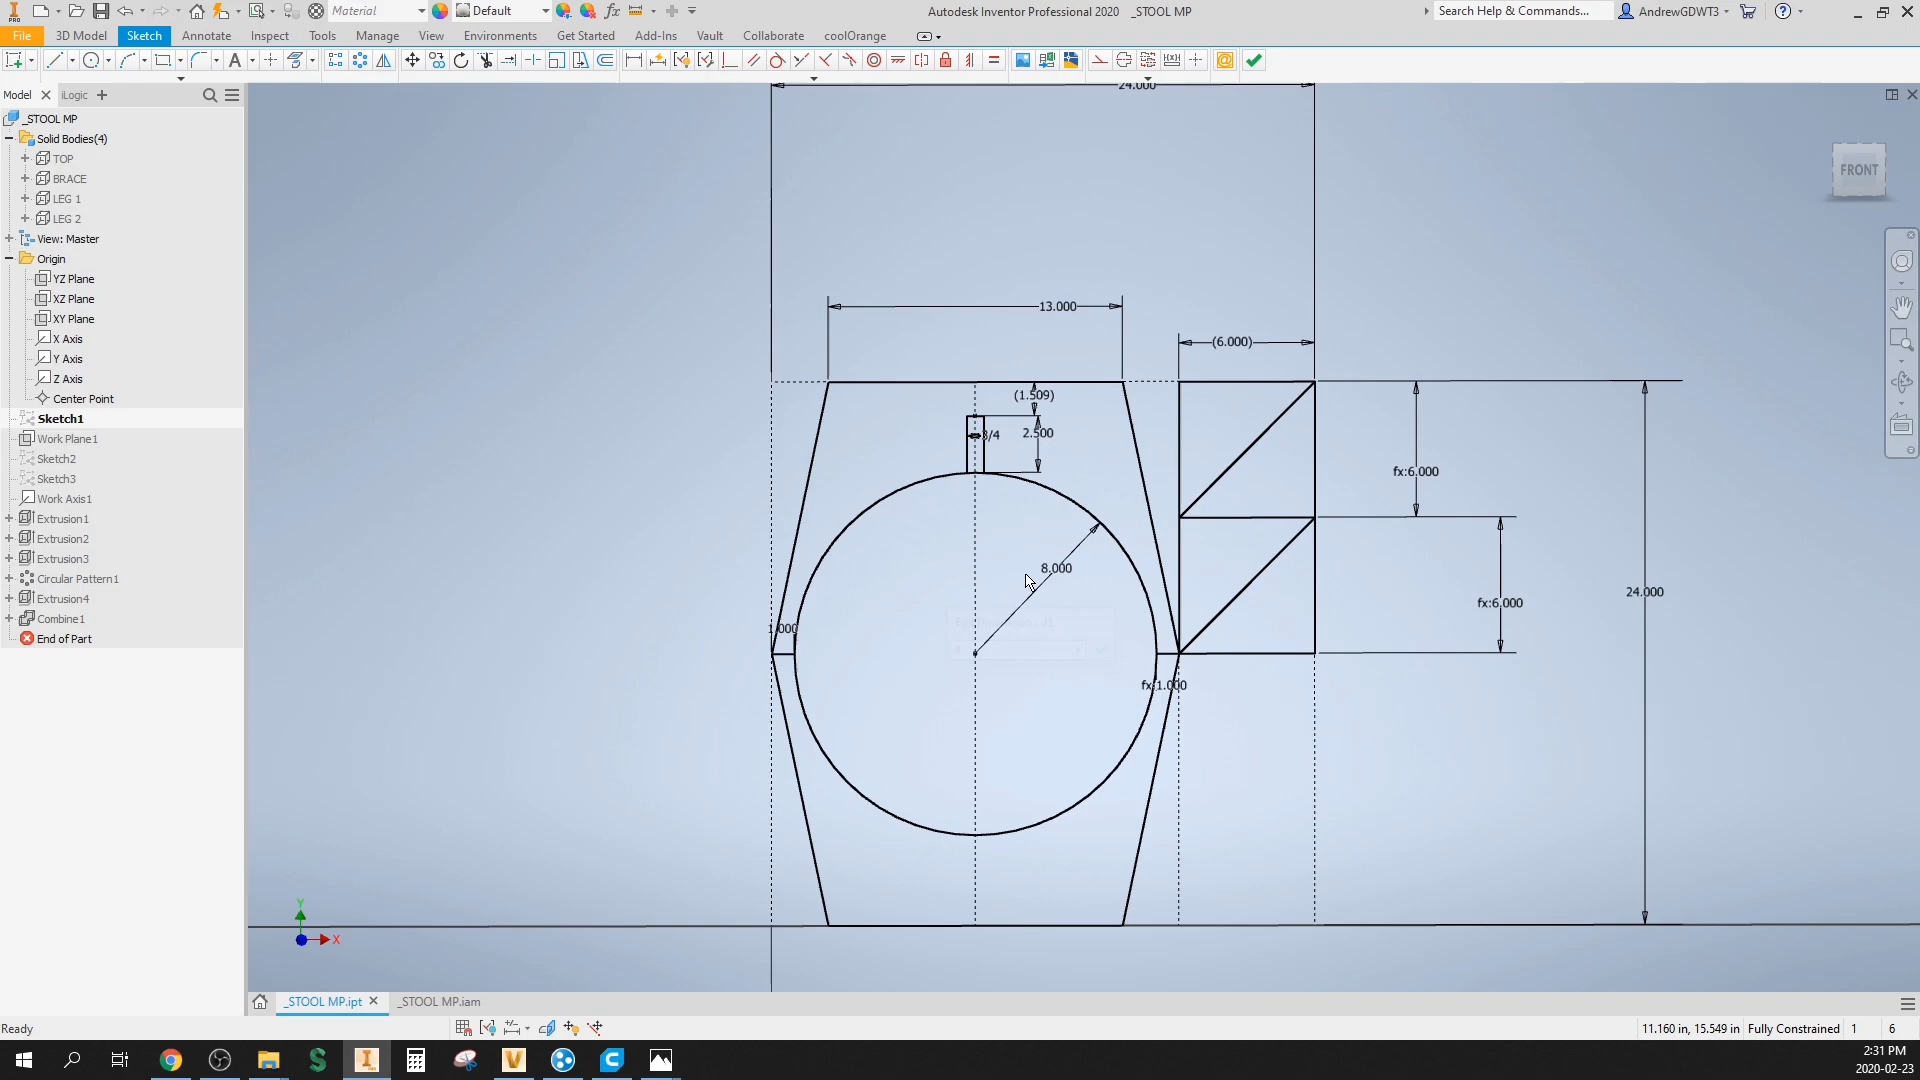 Material
Default
Autodesk Inventor Professional 2020 _STOOL MP
Search Help & Commands...
AndrewGDWT3
File 3D Model Sketch Annotate Inspect Tools Manage View Environments Get Started Add-Ins Vault Collaborate coolOrange
Model
iLogic
_STOOL MP
Solid Bodies(4)
TOP
BRACE
LEG 1
LEG 2
View: Master
Origin
YZ Plane
XZ Plane
XY Plane
X Axis
Y Axis
Z Axis
Center Point
Sketch1
Work Plane1
Sketch2
Sketch3
Work Axis1
Extrusion1
Extrusion2
Extrusion3
Circular Pattern1
Extrusion4
Combine1
End of Part
24.000
FRONT
13.000
(6.000)
(1.509)
3/4
2.500
fx:6.000
8.000
24.000
fx:6.000
1.000
fx:1.000
Y
X
_STOOL MP.ipt
_STOOL MP.iam
Ready
11.160 in, 15.549 in
Fully Constrained
1
6
2:31 PM
2020-02-23